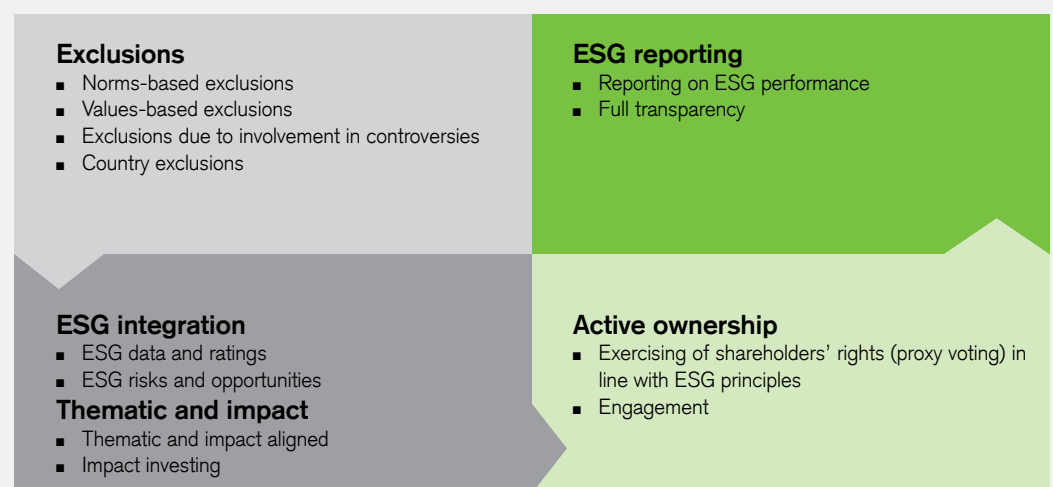 Exclusions
▪ Norms-based exclusions
▪ Values-based exclusions
▪ Exclusions due to involvement in controversies
▪ Country exclusions
ESG integration
▪ ESG data and ratings
▪ ESG risks and opportunities
Thematic and impact
▪ Thematic and impact aligned
▪ Impact investing
Active ownership
▪ Exercising of shareholders’ rights (proxy voting) in
line with ESG principles
▪ Engagement
ESG reporting
▪ Reporting on ESG performance
▪ Full transparency